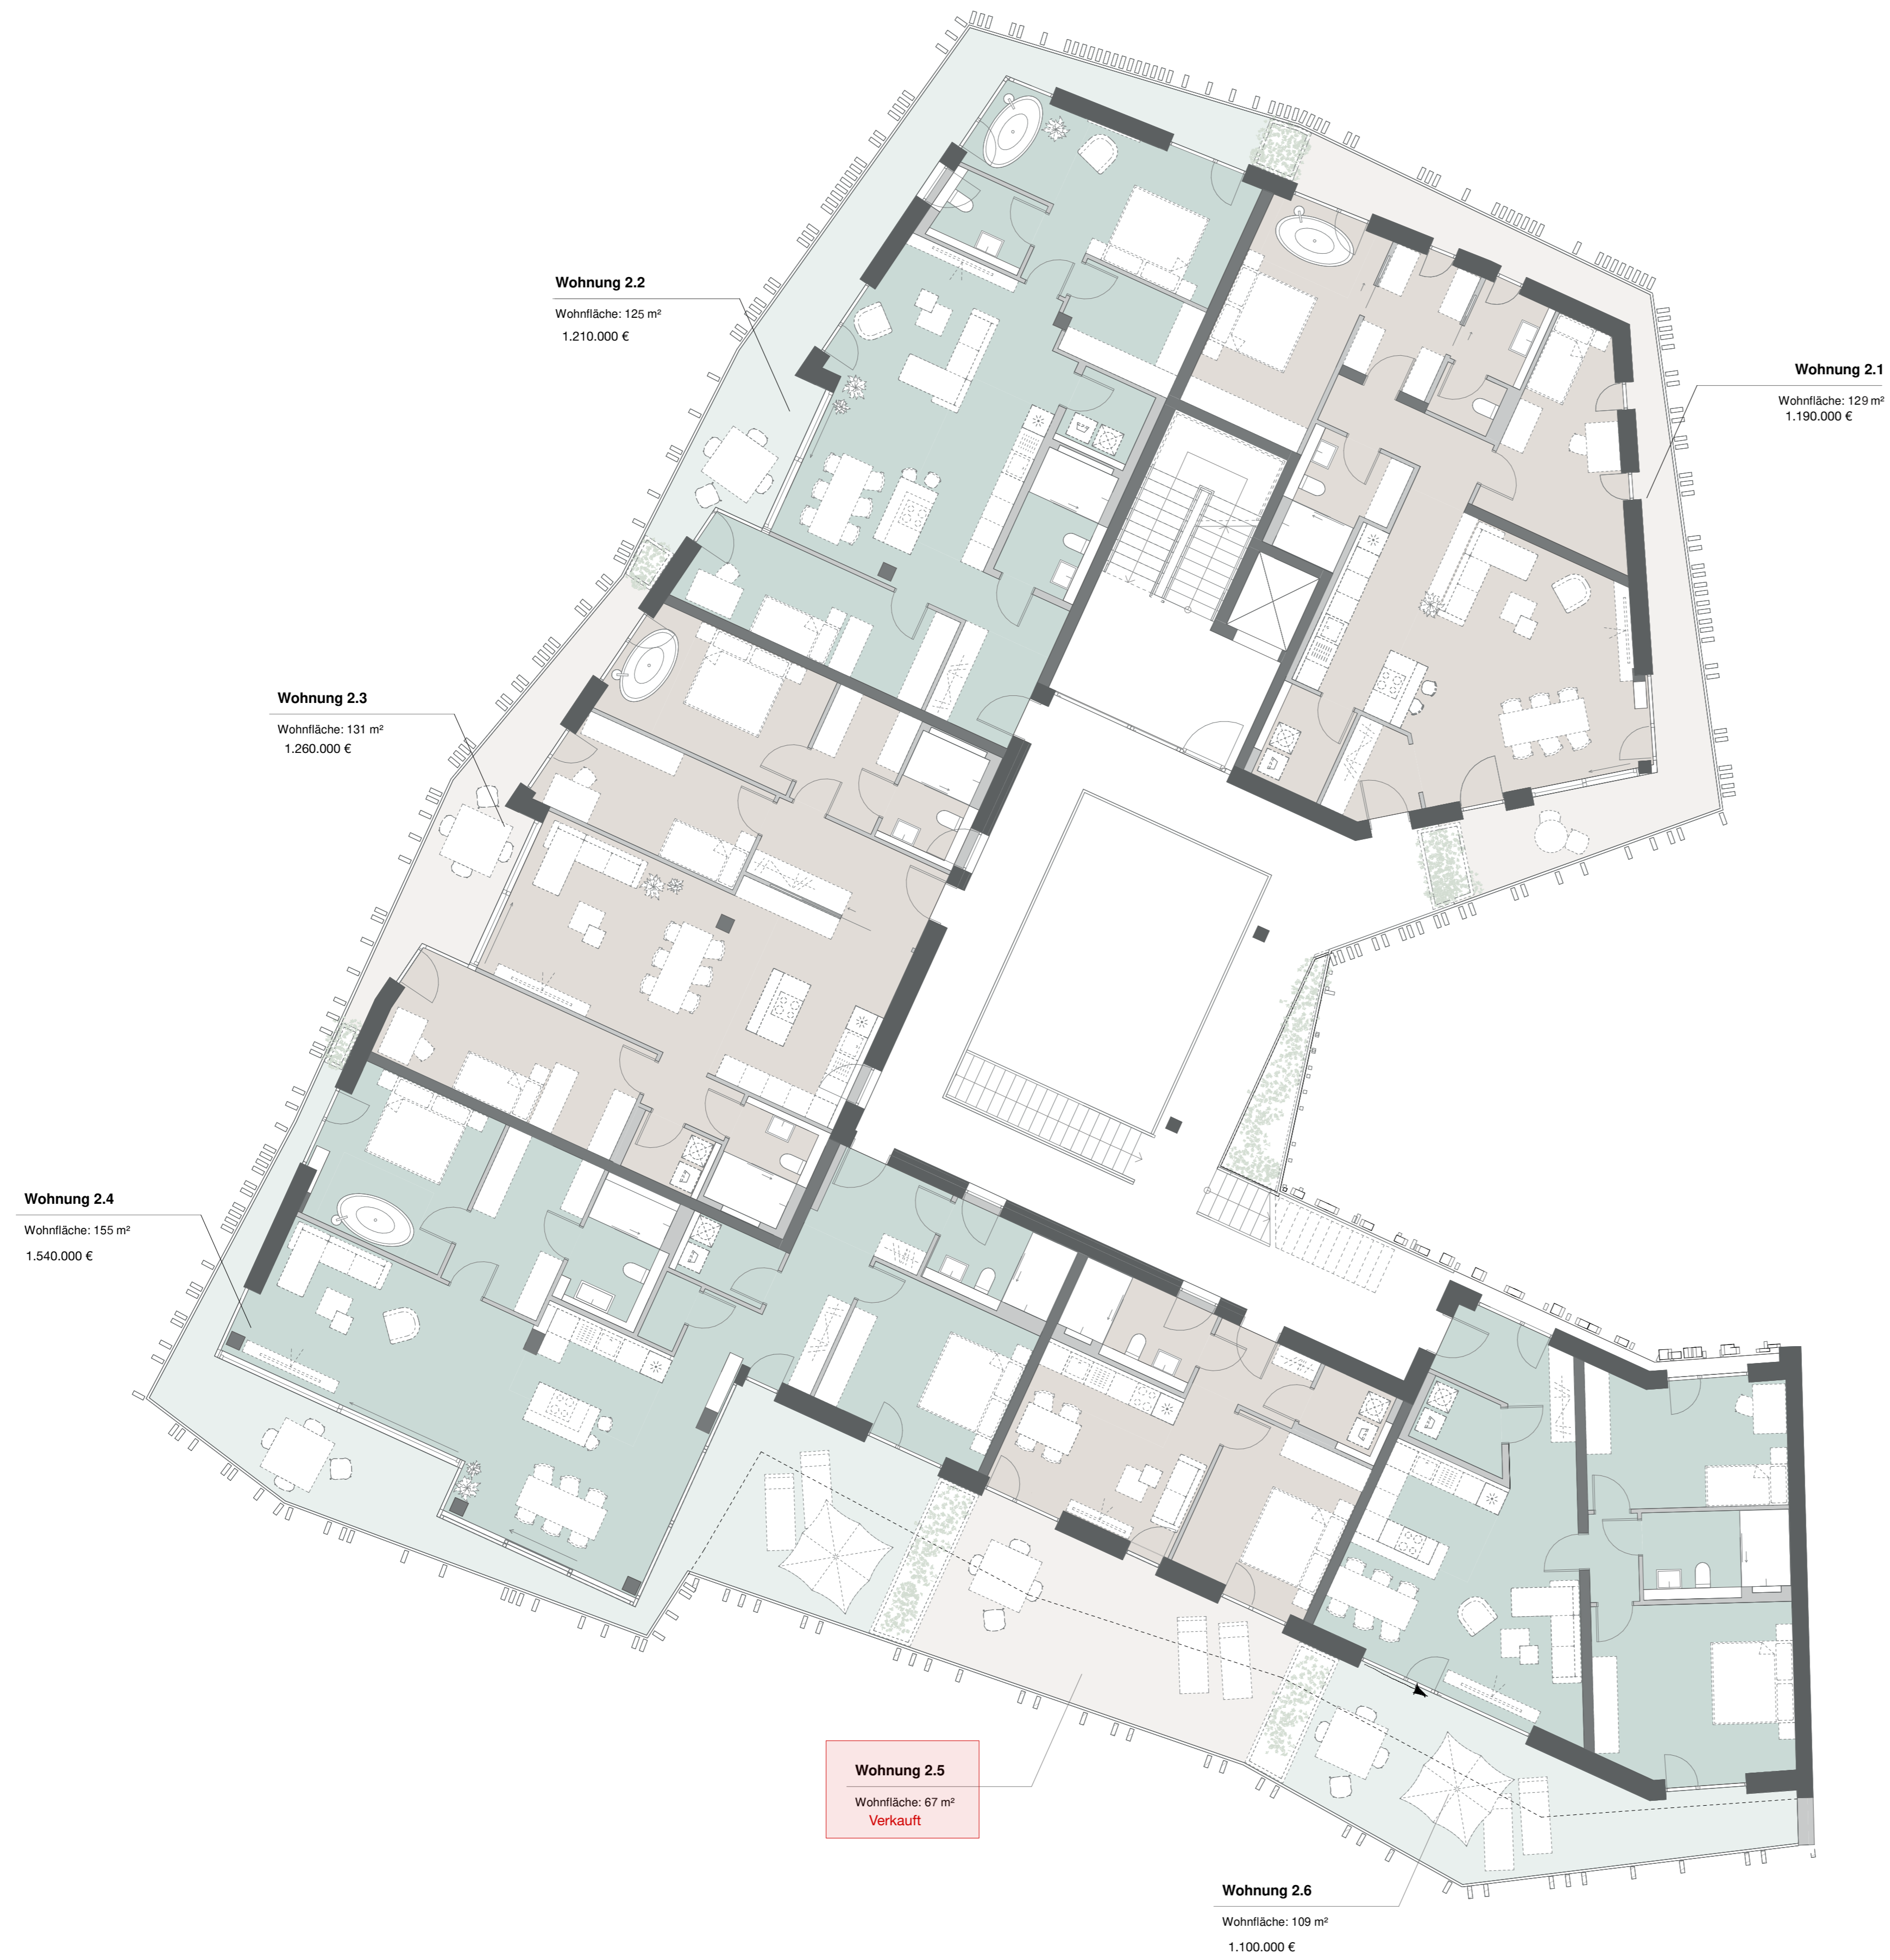 Wohnung 2.2
Wohnfläche: 125 m²
1.210.000 €
Wohnung 2.1
Wohnfläche: 129 m²
1.190.000 €
Wohnung 2.3
Wohnfläche: 131 m²
1.260.000 €
Wohnung 2.4
Wohnfläche: 155 m²
1.540.000 €
Wohnung 2.5
Wohnfläche: 67 m²
Verkauft
Wohnung 2.6
Wohnfläche: 109 m²
1.100.000 €